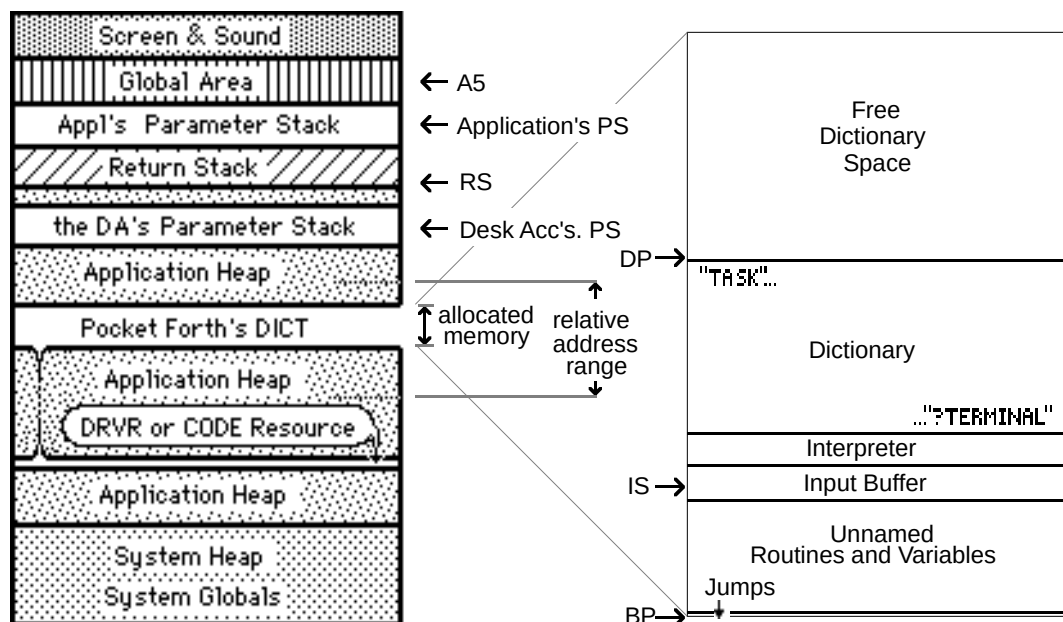 Screen & Sound
Global Area
Appl's Parameter Stack
Return Stack
the DA's Parameter Stack
Application Heap
Pocket Forth's DICT
Application Heap
DRVR or CODE Resource
Application Heap
System Heap
System Globals
A5
Application's PS
RS
Desk Acc's. PS
allocated
memory
relative
address
range
Free
Dictionary
Space
DP
"TASK"...
Dictionary
..."?TERMINAL"
Interpreter
IS
Input Buffer
Unnamed
Routines and Variables
Jumps
BP